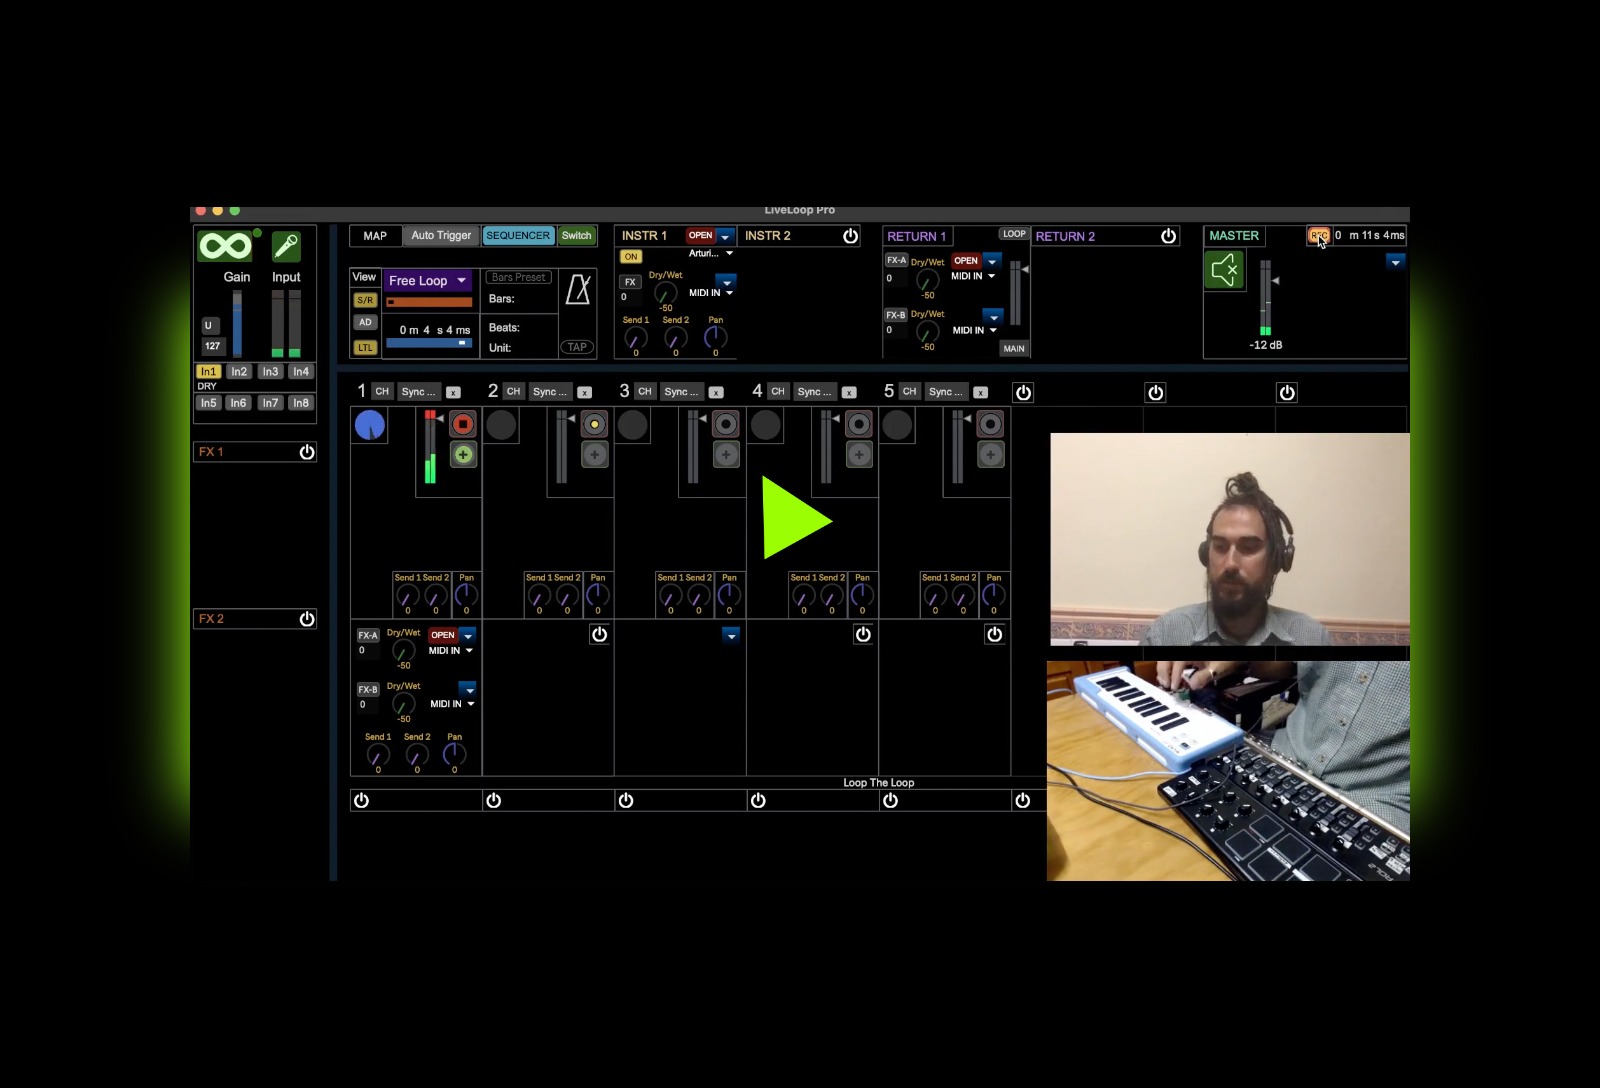 LiveLoop Pro
Gain Input
U
127
In1 In2 In3 In4
DRY
In5 In6 In7 In8
FX 1
FX 2
MAP Auto Trigger SEQUENCER Switch
View Free Loop Bars Preset
S/R Bars:
AD 0 m 4 s 4 ms Beats:
LTL Unit: TAP
INSTR 1 OPEN INSTR 2
ON Arturi...
FX Dry/Wet
0 -50 MIDI IN
Send 1 Send 2 Pan
0 0 0
RETURN 1 LOOP RETURN 2
FX-A Dry/Wet OPEN
0 -50 MIDI IN
FX-B Dry/Wet
0 -50 MIDI IN
MAIN
MASTER REC 0 m 11 s 4 ms
-12 dB
1 CH Sync ... x 2 CH Sync ... x 3 CH Sync ... x 4 CH Sync ... x 5 CH Sync ... x
Send 1 Send 2 Pan Send 1 Send 2 Pan Send 1 Send 2 Pan Send 1 Send 2 Pan Send 1 Send 2 Pan
0 0 0 0 0 0 0 0 0 0 0 0 0 0 0
FX-A Dry/Wet OPEN
0 -50 MIDI IN
FX-B Dry/Wet
0 -50 MIDI IN
Send 1 Send 2 Pan
0 0 0
Loop The Loop